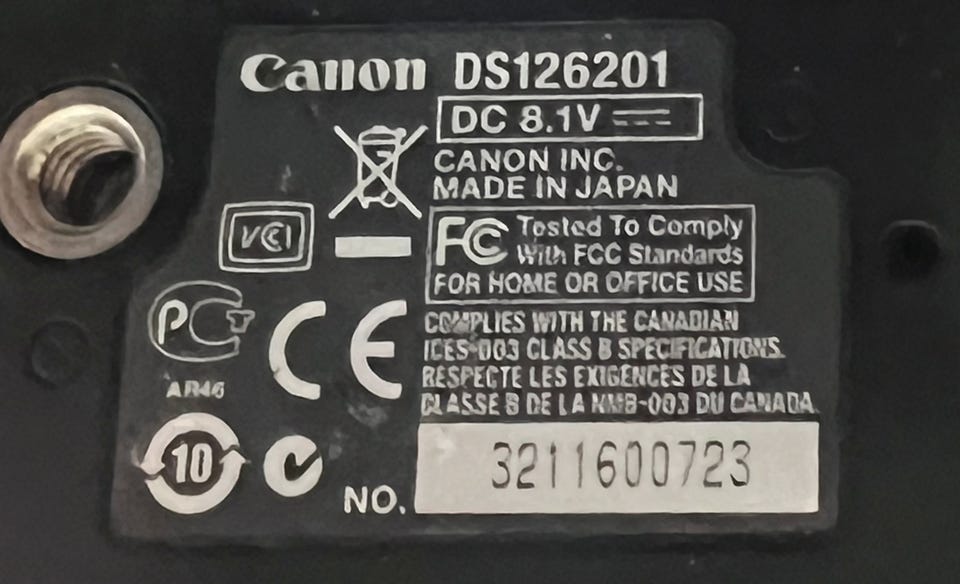 Canon DS126201
DC 8.1V
CANON INC.
MADE IN JAPAN
VCI
FC Tested To Comply
With FCC Standards
FOR HOME OR OFFICE USE
PCT
AR46
CE
COMPLIES WITH THE CANADIAN
ICES-003 CLASS B SPECIFICATIONS.
RESPECTE LES EXIGENCES DE LA
CLASSE B DE LA NMB-003 DU CANADA
10
NO. 3211600723